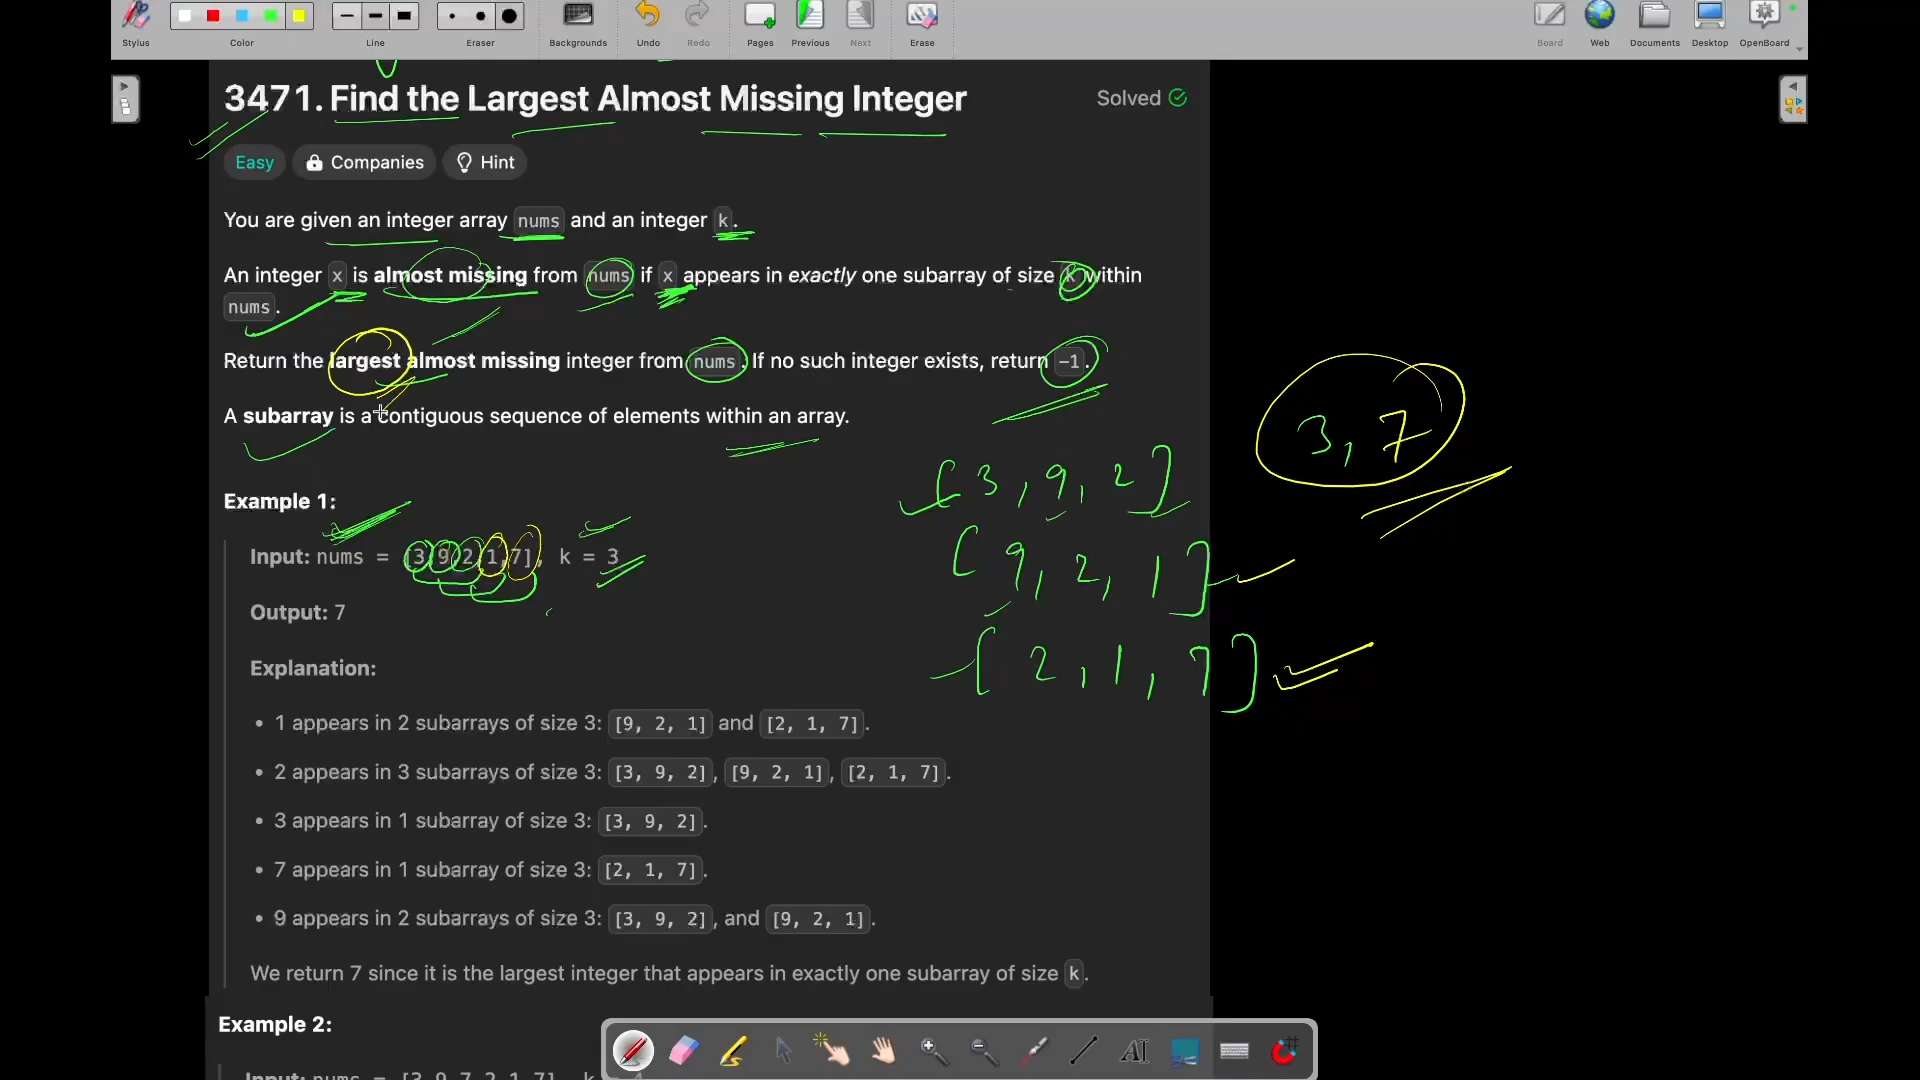 Stylus Color Line Eraser Backgrounds Undo Redo Pages Previous Next Erase Board Web Documents Desktop OpenBoard
3471. Find the Largest Almost Missing Integer Solved
Easy Companies Hint
You are given an integer array nums and an integer k.
An integer x is almost missing from nums if x appears in exactly one subarray of size k within
nums.
Return the largest almost missing integer from nums. If no such integer exists, return -1.
3, 7
A subarray is a contiguous sequence of elements within an array.
[3, 9, 2]
Example 1:
Input: nums = [3,9,2,1,7], k = 3
[9, 2, 1]
Output: 7
[2, 1, 7]
Explanation:
• 1 appears in 2 subarrays of size 3: [9, 2, 1] and [2, 1, 7].
• 2 appears in 3 subarrays of size 3: [3, 9, 2], [9, 2, 1], [2, 1, 7].
• 3 appears in 1 subarray of size 3: [3, 9, 2].
• 7 appears in 1 subarray of size 3: [2, 1, 7].
• 9 appears in 2 subarrays of size 3: [3, 9, 2], and [9, 2, 1].
We return 7 since it is the largest integer that appears in exactly one subarray of size k.
Example 2:
Input: nums = [3,9,7,2,1,7], k